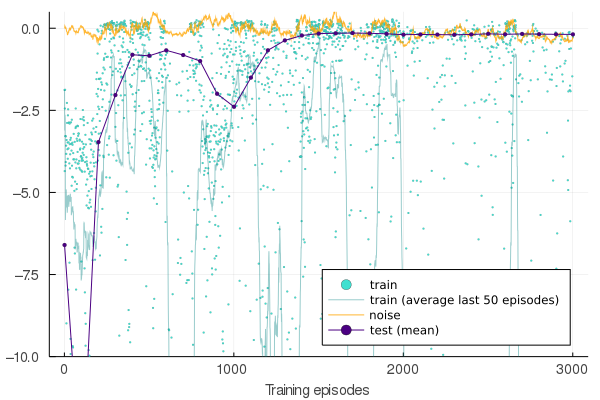 0.0
−2.5
−5.0
−7.5
−10.0
0
1000
2000
3000
Training episodes
train
train (average last 50 episodes)
noise
test (mean)